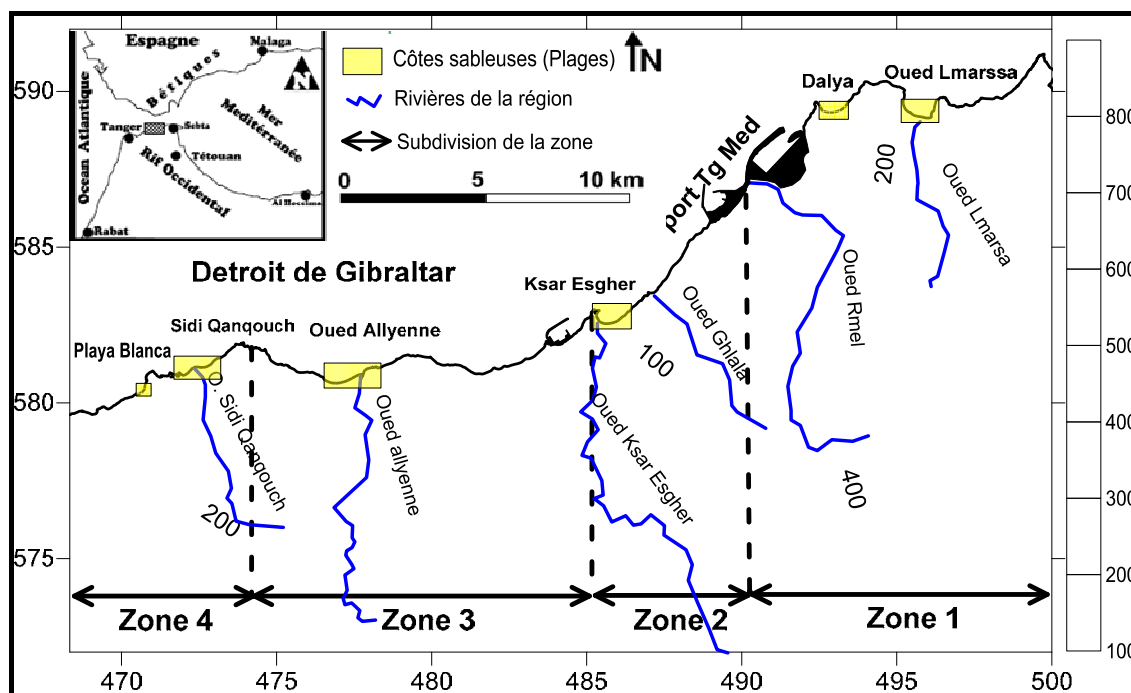 Espagne
Malaga
Bétiques
Ocean Atlantique
Mer
Mediterranée
Tanger
Sebta
Tétouan
Rif Occidental
Al Hoceima
Rabat
N
Côtes sableuses (Plages)
N
Rivières de la région
Subdivision de la zone
0 5 10 km
Detroit de Gibraltar
Playa Blanca
Sidi Qanqouch
Oued Allyenne
Ksar Esgher
port Tg Med
Dalya
Oued Lmarssa
O. Sidi Qanqouch
Oued allyenne
Oued Ksar Esgher
Oued Ghlala
Oued Rmel
Oued Lmarsa
200
100
400
200
Zone 4
Zone 3
Zone 2
Zone 1
590
585
580
575
470 475 480 485 490 495 500
800
700
600
500
400
300
200
100